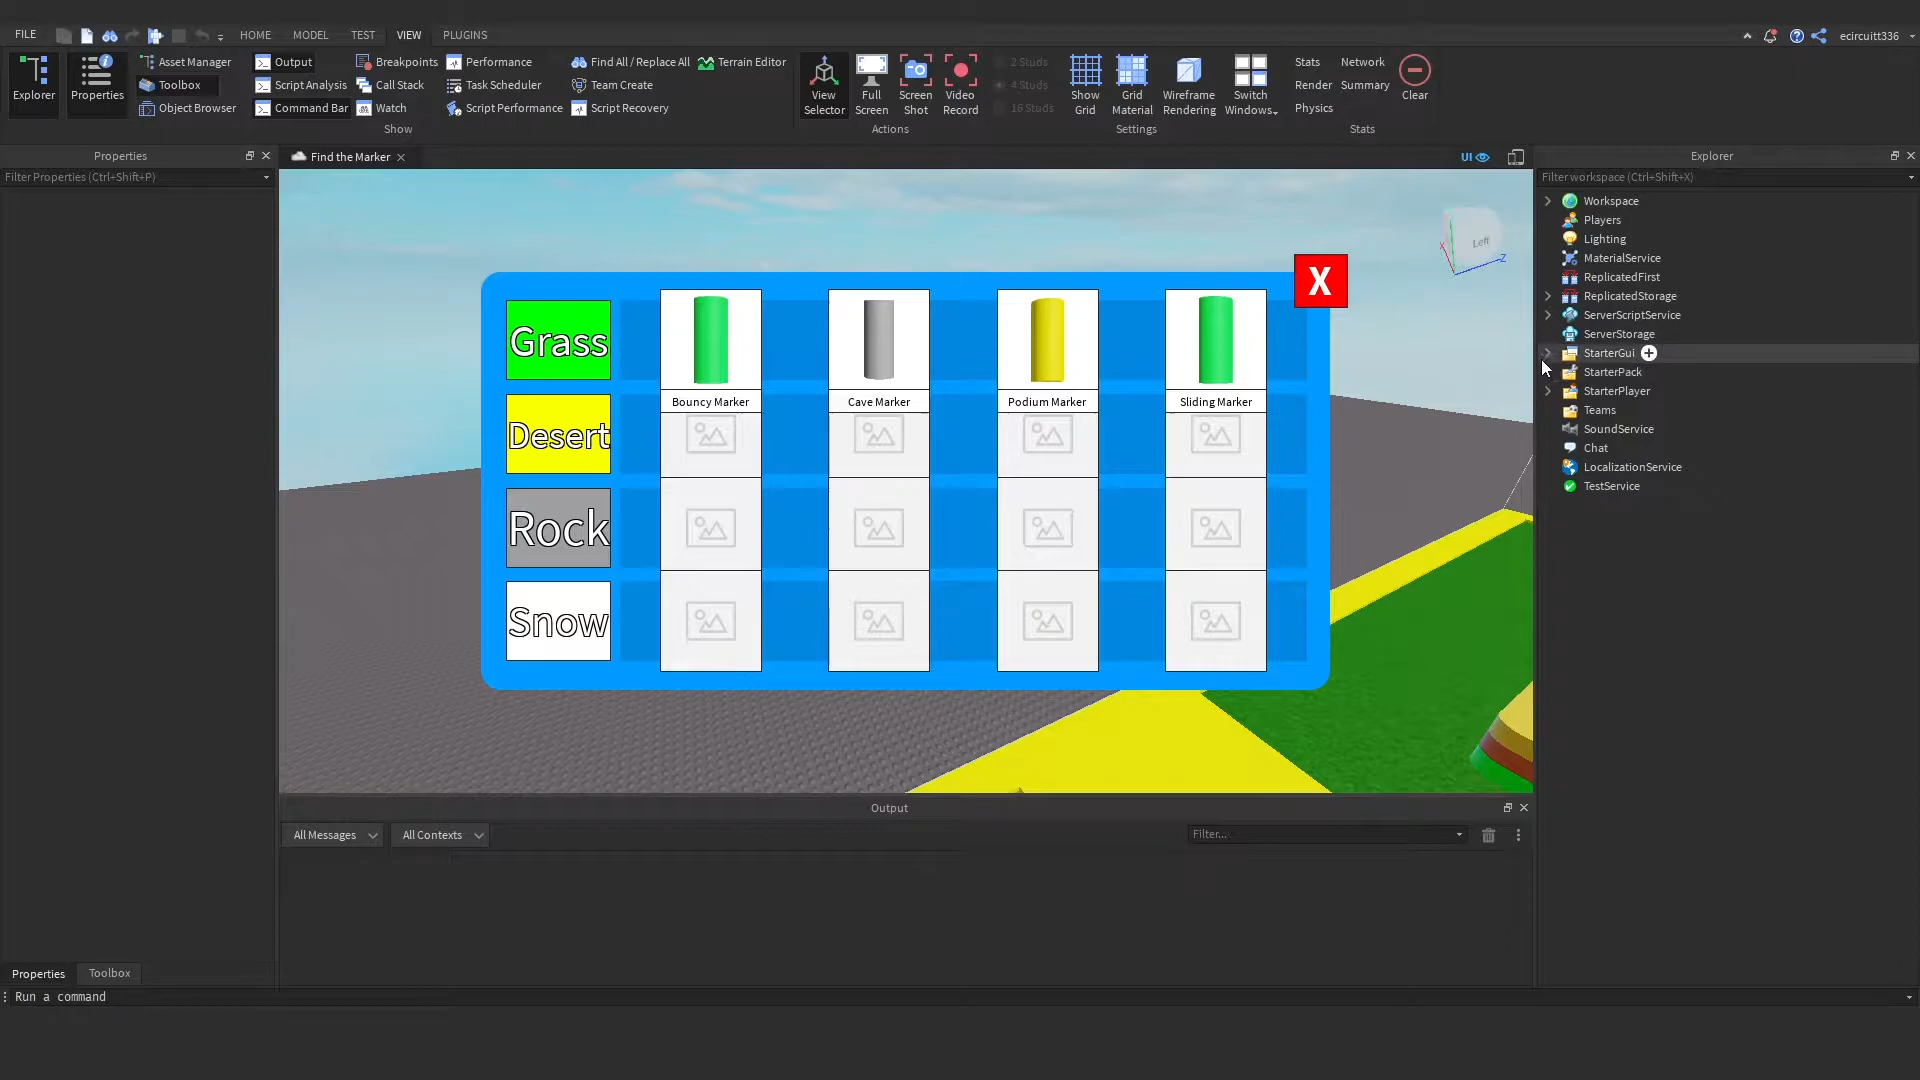 FILE HOME MODEL TEST VIEW PLUGINS ecircuitt336
Explorer Properties Asset Manager Output Breakpoints Performance Find All / Replace All Terrain Editor
Toolbox Script Analysis Call Stack Task Scheduler Team Create
Object Browser Command Bar Watch Script Performance Script Recovery
Show
View Selector Full Screen Screen Shot Video Record
Actions
2 Studs
4 Studs
16 Studs
Show Grid Grid Material Wireframe Rendering Switch Windows
Settings
Stats Network
Render Summary
Physics
Clear
Stats
Properties
Filter Properties (Ctrl+Shift+P)
Find the Marker
UI
Left
X
Z
X
Grass
Desert
Rock
Snow
Bouncy Marker
Cave Marker
Podium Marker
Sliding Marker
Explorer
Filter workspace (Ctrl+Shift+X)
Workspace
Players
Lighting
MaterialService
ReplicatedFirst
ReplicatedStorage
ServerScriptService
ServerStorage
StarterGui
StarterPack
StarterPlayer
Teams
SoundService
Chat
LocalizationService
TestService
Output
All Messages All Contexts Filter...
Properties Toolbox
Run a command